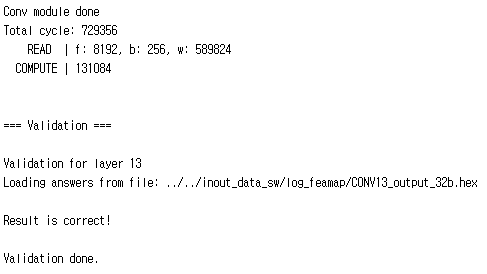 Conv module done
Total cycle: 729356
READ | f: 8192, b: 256, w: 589824
COMPUTE | 131084
=== Validation ===
Validation for layer 13
Loading answers from file: ../../inout_data_sw/log_feamap/CONV13_output_32b.hex
Result is correct!
Validation done.